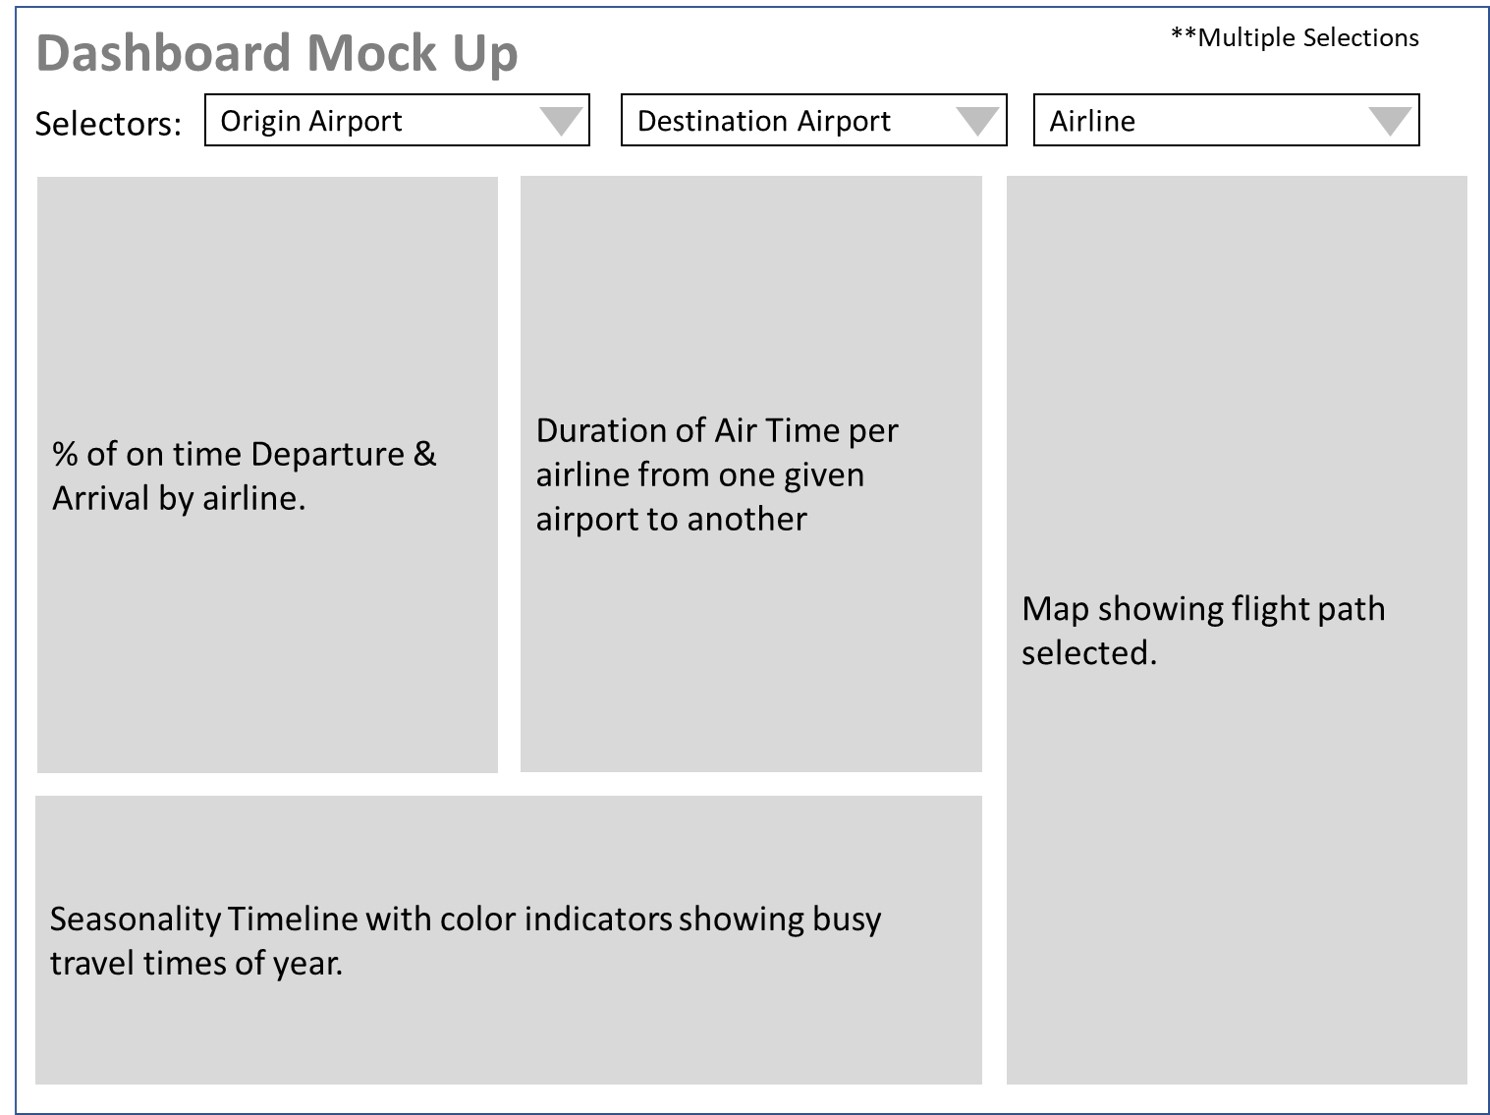 Dashboard Mock Up
**Multiple Selections
Selectors:
Origin Airport
Destination Airport
Airline
% of on time Departure &
Arrival by airline.
Duration of Air Time per
airline from one given
airport to another
Map showing flight path
selected.
Seasonality Timeline with color indicators showing busy
travel times of year.